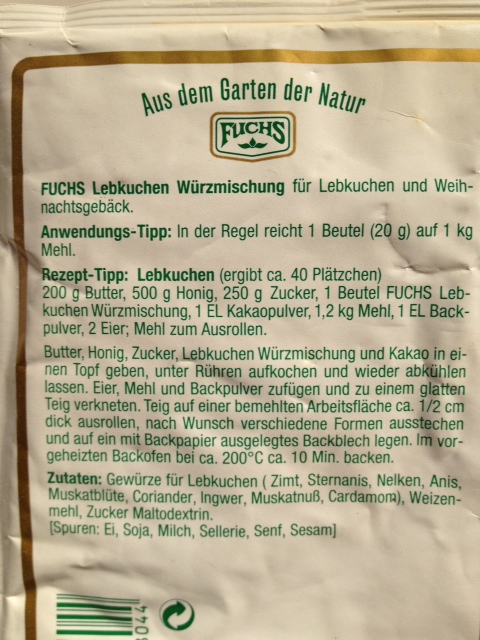 Aus dem Garten der Natur
FUCHS
FUCHS Lebkuchen Würzmischung für Lebkuchen und Weih-
nachtsgebäck.
Anwendungs-Tipp: In der Regel reicht 1 Beutel (20 g) auf 1 kg
Mehl.
Rezept-Tipp: Lebkuchen (ergibt ca. 40 Plätzchen)
200 g Butter, 500 g Honig, 250 g Zucker, 1 Beutel FUCHS Leb-
kuchen Würzmischung, 1 EL Kakaopulver, 1,2 kg Mehl, 1 EL Back-
pulver, 2 Eier; Mehl zum Ausrollen.
Butter, Honig, Zucker, Lebkuchen Würzmischung und Kakao in ei-
nen Topf geben, unter Rühren aufkochen und wieder abkühlen
lassen. Eier, Mehl und Backpulver zufügen und zu einem glatten
Teig verkneten. Teig auf einer bemehlten Arbeitsfläche ca. 1/2 cm
dick ausrollen, nach Wunsch verschiedene Formen ausstechen
und auf ein mit Backpapier ausgelegtes Backblech legen. Im vor-
geheizten Backofen bei ca. 200°C ca. 10 Min. backen.
Zutaten: Gewürze für Lebkuchen ( Zimt, Sternanis, Nelken, Anis,
Muskatblüte, Coriander, Ingwer, Muskatnuß, Cardamom), Weizen-
mehl, Zucker Maltodextrin.
[Spuren: Ei, Soja, Milch, Sellerie, Senf, Sesam]
044